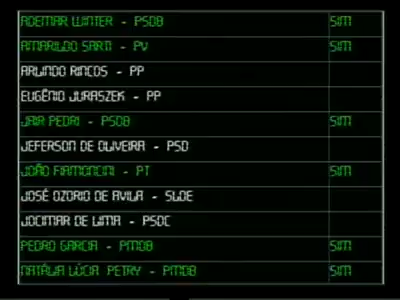 ADEMAR WINTER - PSDB SIM
AMARILDO SARTI - PV SIM
ARLINDO RINCOS - PP
EUGÊNIO JURASZEK - PP
JAIR PEDRI - PSDB SIM
JEFERSON DE OLIVEIRA - PSD
JOÃO FIAMONCINI - PT SIM
JOSÉ OZORIO DE AVILA - SLDE
JOCIMAR DE LIMA - PSDC
PEDRO GARCIA - PMDB SIM
NATÁLIA LÚCIA PETRY - PMDB SIM